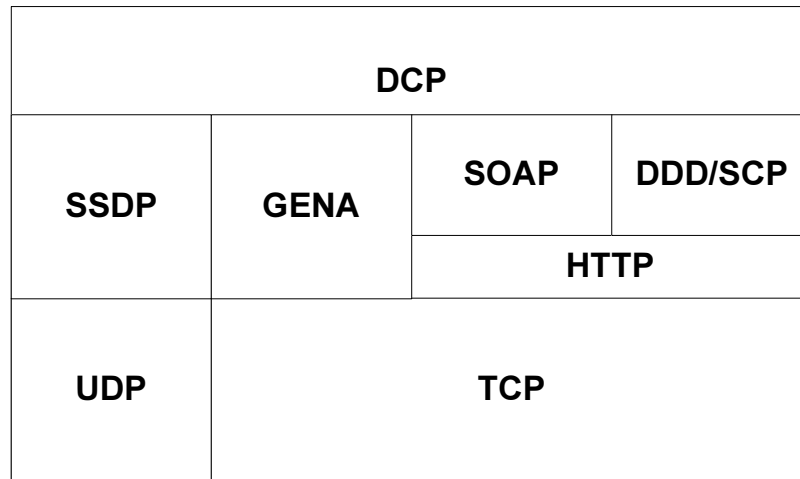 DCP
SSDP
GENA
SOAP
DDD/SCP
HTTP
UDP
TCP